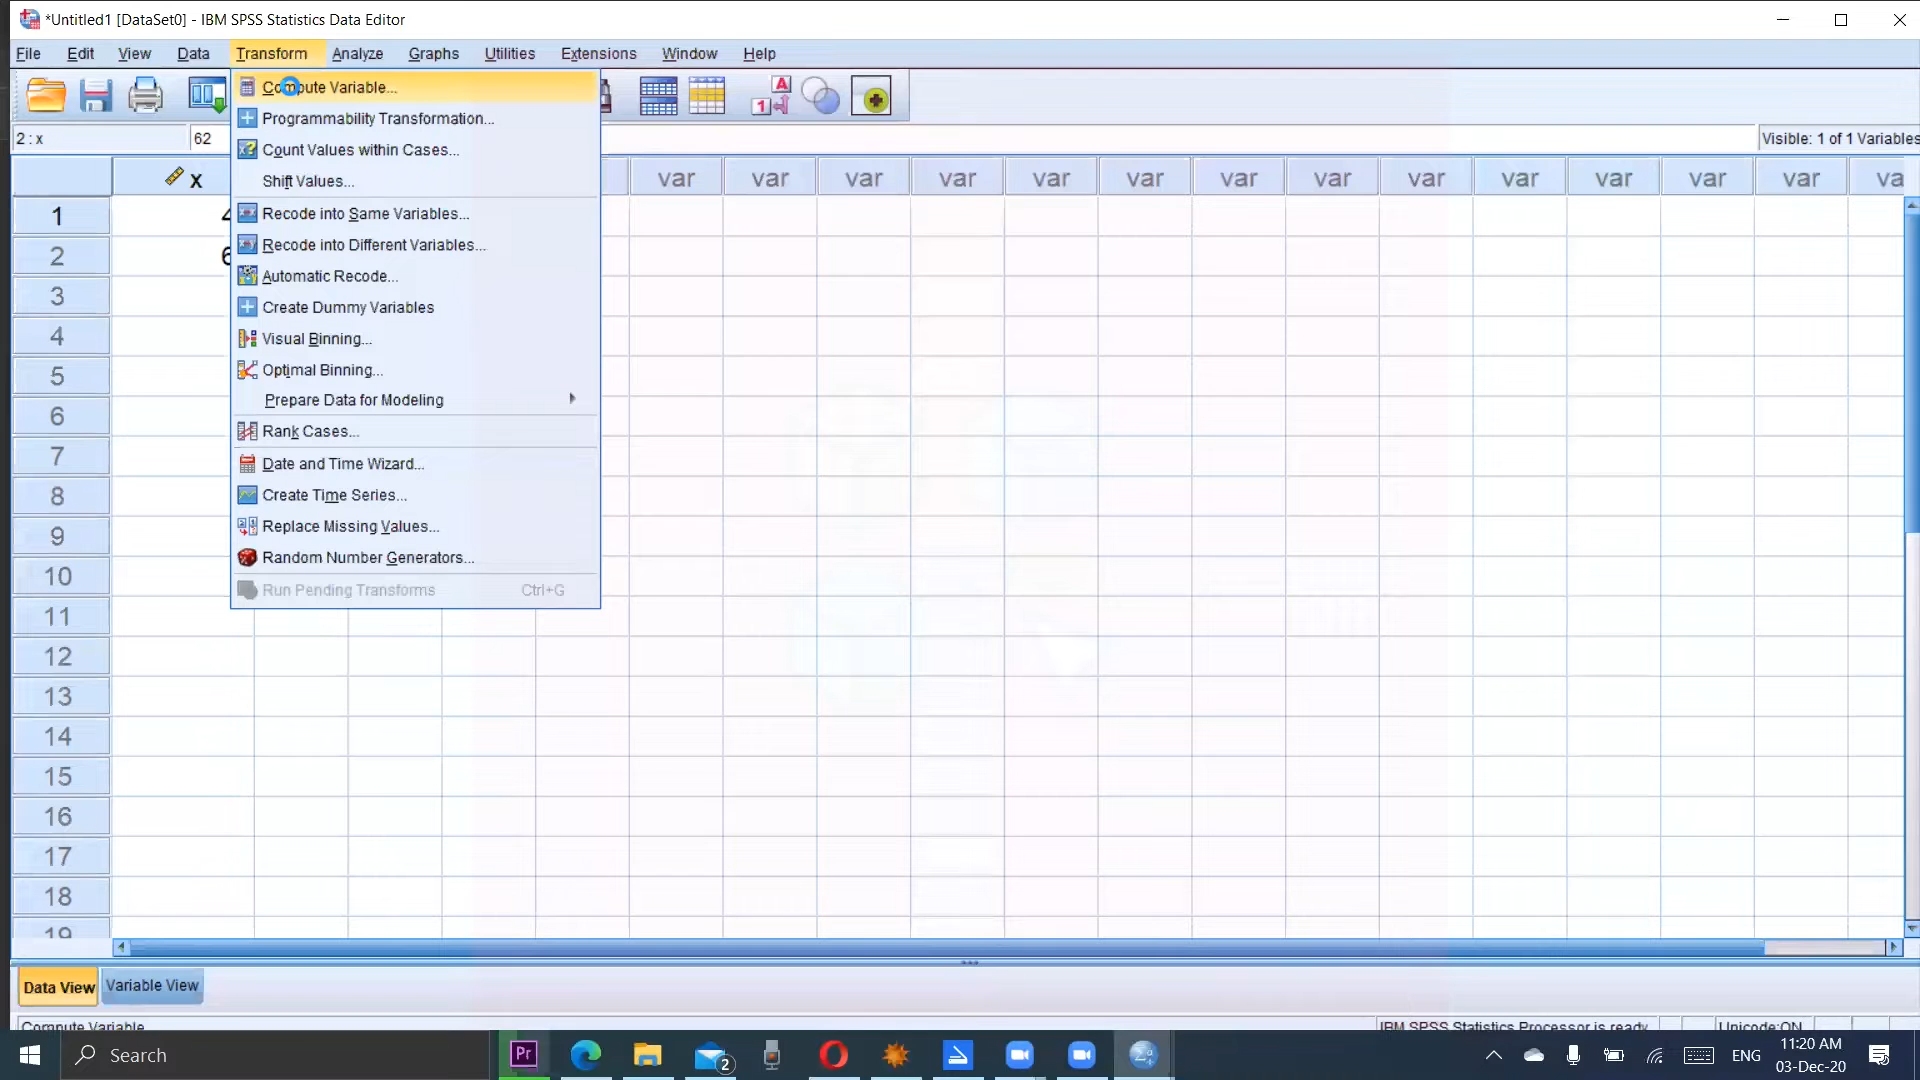 *Untitled1 [DataSet0] - IBM SPSS Statistics Data Editor
File Edit View Data Transform Analyze Graphs Utilities Extensions Window Help
2 : x 62 Visible: 1 of 1 Variables
Compute Variable...
Programmability Transformation...
Count Values within Cases...
Shift Values...
Recode into Same Variables...
Recode into Different Variables...
Automatic Recode...
Create Dummy Variables
Visual Binning...
Optimal Binning...
Prepare Data for Modeling
Rank Cases...
Date and Time Wizard...
Create Time Series...
Replace Missing Values...
Random Number Generators...
Run Pending Transforms Ctrl+G
x var var var var var var var var var var var var var va
1 4
2 6
3
4
5
6
7
8
9
10
11
12
13
14
15
16
17
18
19
Data View Variable View
Compute Variable IBM SPSS Statistics Processor is ready Unicode:ON
Search Pr 2 ENG 11:20 AM
03-Dec-20